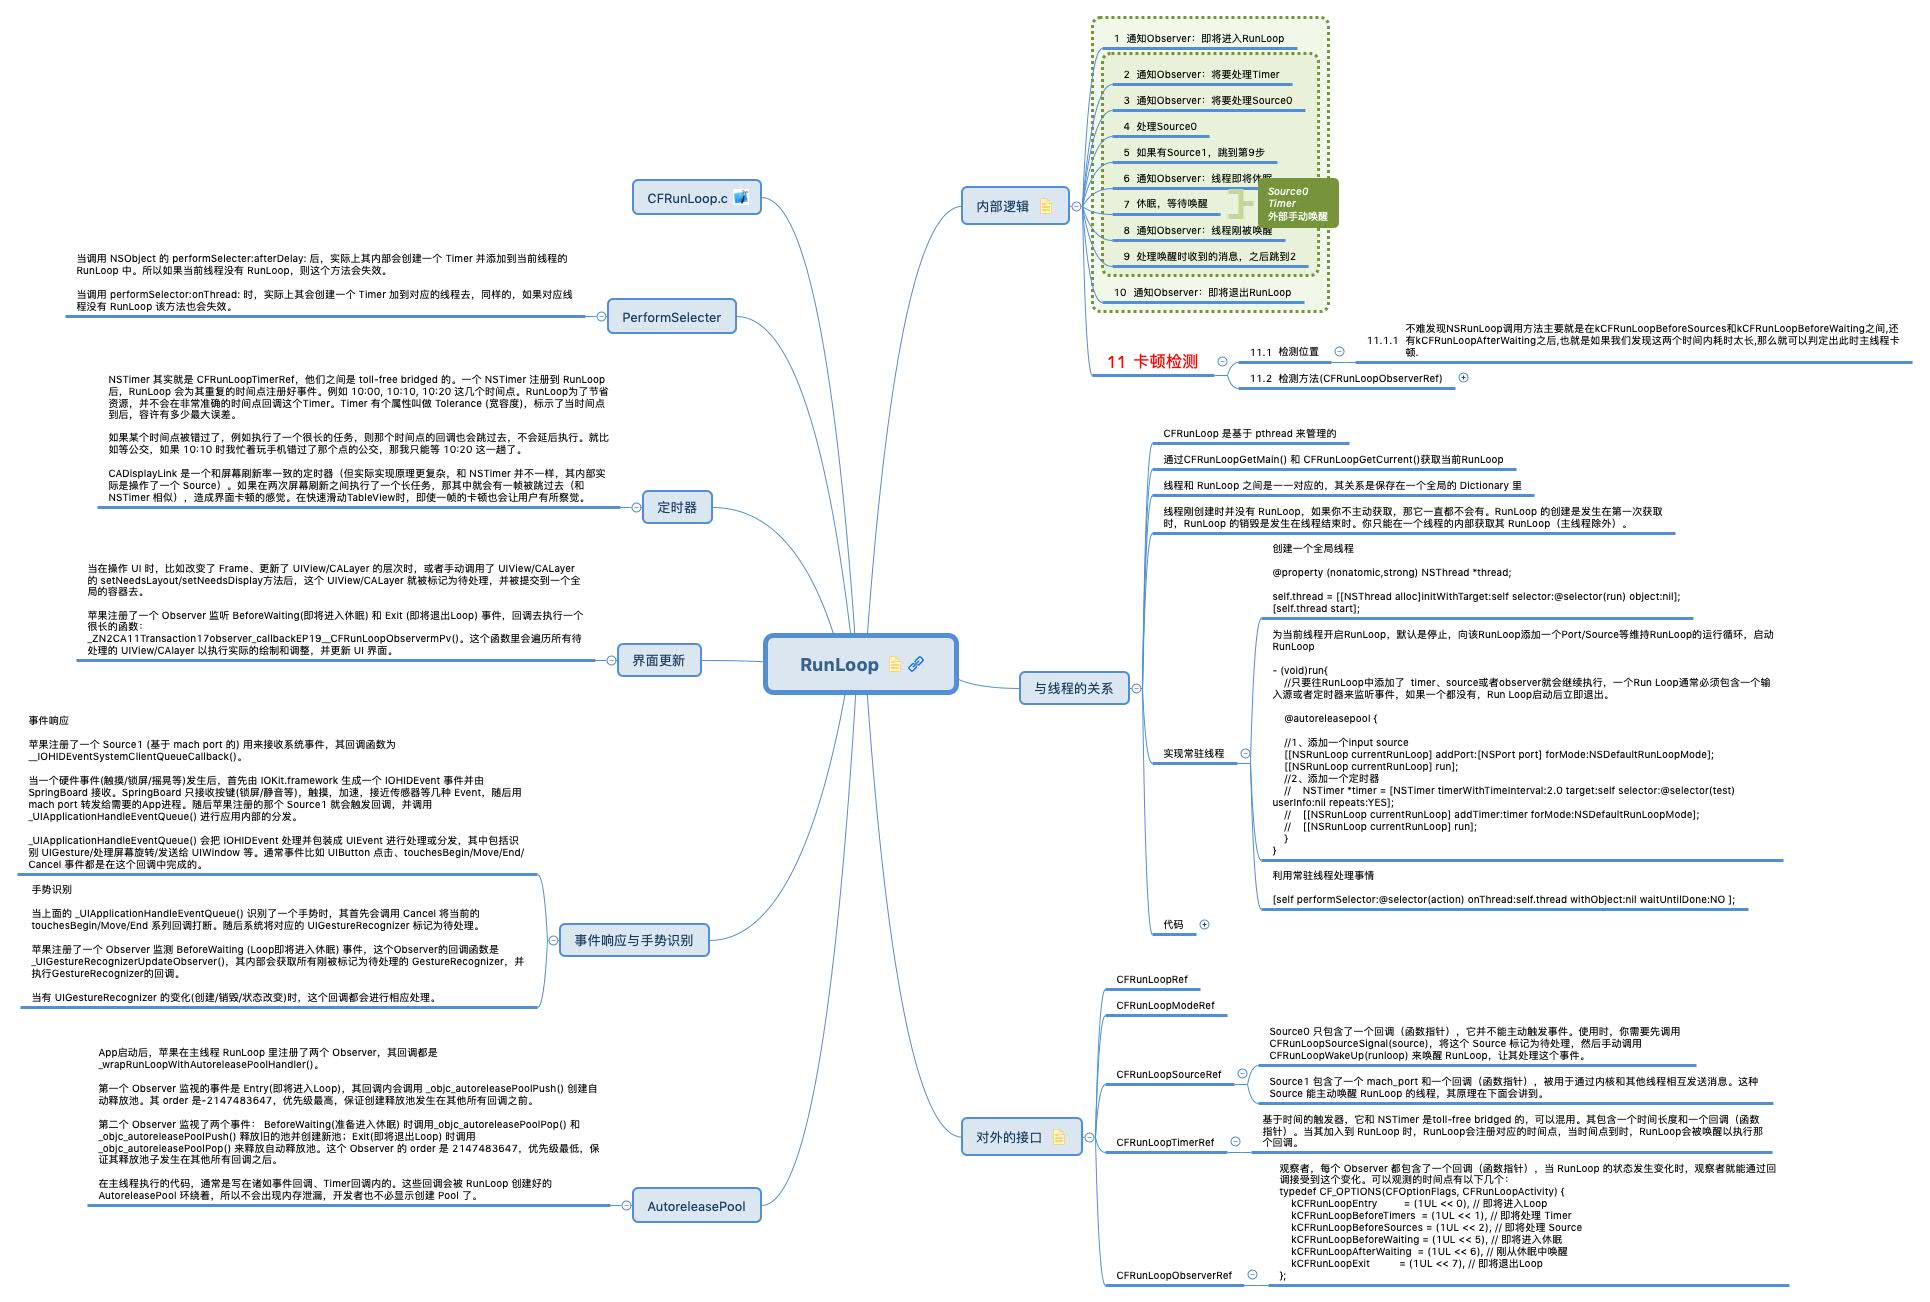 RunLoop
CFRunLoop.c
PerformSelecter
当调用 NSObject 的 performSelecter:afterDelay: 后，实际上其内部会创建一个 Timer 并添加到当前线程的
RunLoop 中。所以如果当前线程没有 RunLoop，则这个方法会失效。
当调用 performSelector:onThread: 时，实际上其会创建一个 Timer 加到对应的线程去，同样的，如果对应线
程没有 RunLoop 该方法也会失效。
定时器
NSTimer 其实就是 CFRunLoopTimerRef，他们之间是 toll-free bridged 的。一个 NSTimer 注册到 RunLoop
后，RunLoop 会为其重复的时间点注册好事件。例如 10:00, 10:10, 10:20 这几个时间点。RunLoop为了节省
资源，并不会在非常准确的时间点回调这个Timer。Timer 有个属性叫做 Tolerance (宽容度)，标示了当时间点
到后，容许有多少最大误差。
如果某个时间点被错过了，例如执行了一个很长的任务，则那个时间点的回调也会跳过去，不会延后执行。就比
如等公交，如果 10:10 时我忙着玩手机错过了那个点的公交，那我只能等 10:20 这一趟了。
CADisplayLink 是一个和屏幕刷新率一致的定时器（但实际实现原理更复杂，和 NSTimer 并不一样，其内部实
际是操作了一个 Source）。如果在两次屏幕刷新之间执行了一个长任务，那其中就会有一帧被跳过去（和
NSTimer 相似），造成界面卡顿的感觉。在快速滑动TableView时，即使一帧的卡顿也会让用户有所察觉。
界面更新
当在操作 UI 时，比如改变了 Frame、更新了 UIView/CALayer 的层次时，或者手动调用了 UIView/CALayer
的 setNeedsLayout/setNeedsDisplay方法后，这个 UIView/CALayer 就被标记为待处理，并被提交到一个全
局的容器去。
苹果注册了一个 Observer 监听 BeforeWaiting(即将进入休眠) 和 Exit (即将退出Loop) 事件，回调去执行一个
很长的函数：
_ZN2CA11Transaction17observer_callbackEP19__CFRunLoopObservermPv()。这个函数里会遍历所有待
处理的 UIView/CAlayer 以执行实际的绘制和调整，并更新 UI 界面。
事件响应与手势识别
事件响应
苹果注册了一个 Source1 (基于 mach port 的) 用来接收系统事件，其回调函数为
__IOHIDEventSystemClientQueueCallback()。
当一个硬件事件(触摸/锁屏/摇晃等)发生后，首先由 IOKit.framework 生成一个 IOHIDEvent 事件并由
SpringBoard 接收。SpringBoard 只接收按键(锁屏/静音等)，触摸，加速，接近传感器等几种 Event，随后用
mach port 转发给需要的App进程。随后苹果注册的那个 Source1 就会触发回调，并调用
_UIApplicationHandleEventQueue() 进行应用内部的分发。
_UIApplicationHandleEventQueue() 会把 IOHIDEvent 处理并包装成 UIEvent 进行处理或分发，其中包括识
别 UIGesture/处理屏幕旋转/发送给 UIWindow 等。通常事件比如 UIButton 点击、touchesBegin/Move/End/
Cancel 事件都是在这个回调中完成的。
手势识别
当上面的 _UIApplicationHandleEventQueue() 识别了一个手势时，其首先会调用 Cancel 将当前的
touchesBegin/Move/End 系列回调打断。随后系统将对应的 UIGestureRecognizer 标记为待处理。
苹果注册了一个 Observer 监测 BeforeWaiting (Loop即将进入休眠) 事件，这个Observer的回调函数是
_UIGestureRecognizerUpdateObserver()，其内部会获取所有刚被标记为待处理的 GestureRecognizer，并
执行GestureRecognizer的回调。
当有 UIGestureRecognizer 的变化(创建/销毁/状态改变)时，这个回调都会进行相应处理。
AutoreleasePool
App启动后，苹果在主线程 RunLoop 里注册了两个 Observer，其回调都是
_wrapRunLoopWithAutoreleasePoolHandler()。
第一个 Observer 监视的事件是 Entry(即将进入Loop)，其回调内会调用 _objc_autoreleasePoolPush() 创建自
动释放池。其 order 是-2147483647，优先级最高，保证创建释放池发生在其他所有回调之前。
第二个 Observer 监视了两个事件： BeforeWaiting(准备进入休眠) 时调用_objc_autoreleasePoolPop() 和
_objc_autoreleasePoolPush() 释放旧的池并创建新池；Exit(即将退出Loop) 时调用
_objc_autoreleasePoolPop() 来释放自动释放池。这个 Observer 的 order 是 2147483647，优先级最低，保
证其释放池子发生在其他所有回调之后。
在主线程执行的代码，通常是写在诸如事件回调、Timer回调内的。这些回调会被 RunLoop 创建好的
AutoreleasePool 环绕着，所以不会出现内存泄漏，开发者也不必显示创建 Pool 了。
内部逻辑
1 通知Observer：即将进入RunLoop
2 通知Observer：将要处理Timer
3 通知Observer：将要处理Source0
4 处理Source0
5 如果有Source1，跳到第9步
6 通知Observer：线程即将休眠
7 休眠，等待唤醒
Source0
Timer
外部手动唤醒
8 通知Observer：线程刚被唤醒
9 处理唤醒时收到的消息，之后跳到2
10 通知Observer：即将退出RunLoop
11 卡顿检测
11.1 检测位置
11.1.1 不难发现NSRunLoop调用方法主要就是在kCFRunLoopBeforeSources和kCFRunLoopBeforeWaiting之间,还
有kCFRunLoopAfterWaiting之后,也就是如果我们发现这两个时间内耗时太长,那么就可以判定出此时主线程卡
顿.
11.2 检测方法(CFRunLoopObserverRef)
与线程的关系
CFRunLoop 是基于 pthread 来管理的
通过CFRunLoopGetMain() 和 CFRunLoopGetCurrent()获取当前RunLoop
线程和 RunLoop 之间是一一对应的，其关系是保存在一个全局的 Dictionary 里
线程刚创建时并没有 RunLoop，如果你不主动获取，那它一直都不会有。RunLoop 的创建是发生在第一次获取
时，RunLoop 的销毁是发生在线程结束时。你只能在一个线程的内部获取其 RunLoop（主线程除外）。
实现常驻线程
创建一个全局线程
@property (nonatomic,strong) NSThread *thread;
self.thread = [[NSThread alloc]initWithTarget:self selector:@selector(run) object:nil];
[self.thread start];
为当前线程开启RunLoop，默认是停止，向该RunLoop添加一个Port/Source等维持RunLoop的运行循环，启动
RunLoop
- (void)run{
//只要往RunLoop中添加了 timer、source或者observer就会继续执行，一个Run Loop通常必须包含一个输
入源或者定时器来监听事件，如果一个都没有，Run Loop启动后立即退出。
@autoreleasepool {
//1、添加一个input source
[[NSRunLoop currentRunLoop] addPort:[NSPort port] forMode:NSDefaultRunLoopMode];
[[NSRunLoop currentRunLoop] run];
//2、添加一个定时器
// NSTimer *timer = [NSTimer timerWithTimeInterval:2.0 target:self selector:@selector(test)
userInfo:nil repeats:YES];
// [[NSRunLoop currentRunLoop] addTimer:timer forMode:NSDefaultRunLoopMode];
// [[NSRunLoop currentRunLoop] run];
}
}
利用常驻线程处理事情
[self performSelector:@selector(action) onThread:self.thread withObject:nil waitUntilDone:NO ];
代码
对外的接口
CFRunLoopRef
CFRunLoopModeRef
CFRunLoopSourceRef
Source0 只包含了一个回调（函数指针），它并不能主动触发事件。使用时，你需要先调用
CFRunLoopSourceSignal(source)，将这个 Source 标记为待处理，然后手动调用
CFRunLoopWakeUp(runloop) 来唤醒 RunLoop，让其处理这个事件。
Source1 包含了一个 mach_port 和一个回调（函数指针），被用于通过内核和其他线程相互发送消息。这种
Source 能主动唤醒 RunLoop 的线程，其原理在下面会讲到。
CFRunLoopTimerRef
基于时间的触发器，它和 NSTimer 是toll-free bridged 的，可以混用。其包含一个时间长度和一个回调（函数
指针）。当其加入到 RunLoop 时，RunLoop会注册对应的时间点，当时间点到时，RunLoop会被唤醒以执行那
个回调。
CFRunLoopObserverRef
观察者，每个 Observer 都包含了一个回调（函数指针），当 RunLoop 的状态发生变化时，观察者就能通过回
调接受到这个变化。可以观测的时间点有以下几个：
typedef CF_OPTIONS(CFOptionFlags, CFRunLoopActivity) {
kCFRunLoopEntry = (1UL << 0), // 即将进入Loop
kCFRunLoopBeforeTimers = (1UL << 1), // 即将处理 Timer
kCFRunLoopBeforeSources = (1UL << 2), // 即将处理 Source
kCFRunLoopBeforeWaiting = (1UL << 5), // 即将进入休眠
kCFRunLoopAfterWaiting = (1UL << 6), // 刚从休眠中唤醒
kCFRunLoopExit = (1UL << 7), // 即将退出Loop
};